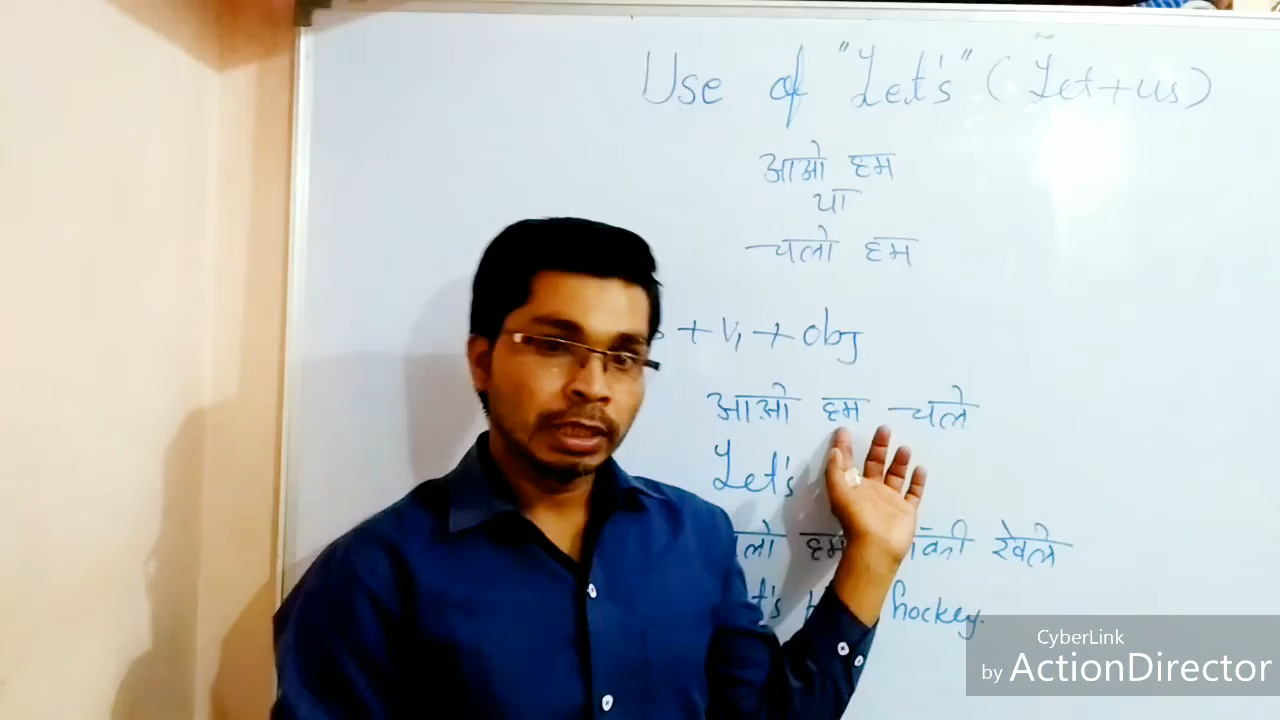 Use of "Let's" (Let+us)
आओ हम
या
चलो हम
+ V1 + obj
आओ हम चले
Let's
हम खेले
hockey.
CyberLink
by ActionDirector